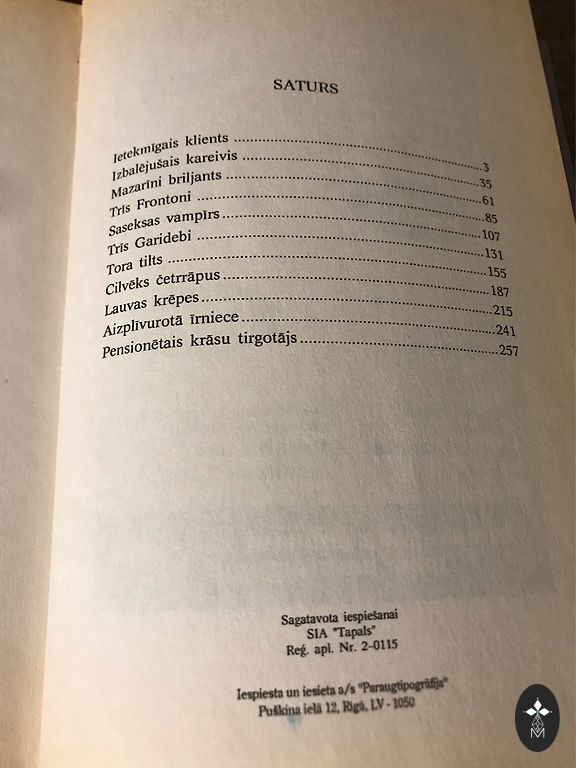 SATURS
Ietekmīgais klients ........ 3
Izbalējušais kareivis ........ 35
Mazarīni briljants ........ 61
Trīs Frontoni ........ 85
Saseksas vampīrs ........ 107
Trīs Garidebi ........ 131
Tora tilts ........ 155
Cilvēks četrrāpus ........ 187
Lauvas krēpes ........ 215
Aizplīvurotā īrniece ........ 241
Pensionētais krāsu tirgotājs ........ 257
Sagatavota iespiešanai
SIA "Tapals"
Reģ. apl. Nr. 2-0115
Iespiesta un iesieta a/s "Paraugtipogrāfija"
Puškina ielā 12, Rīgā, LV - 1050
M